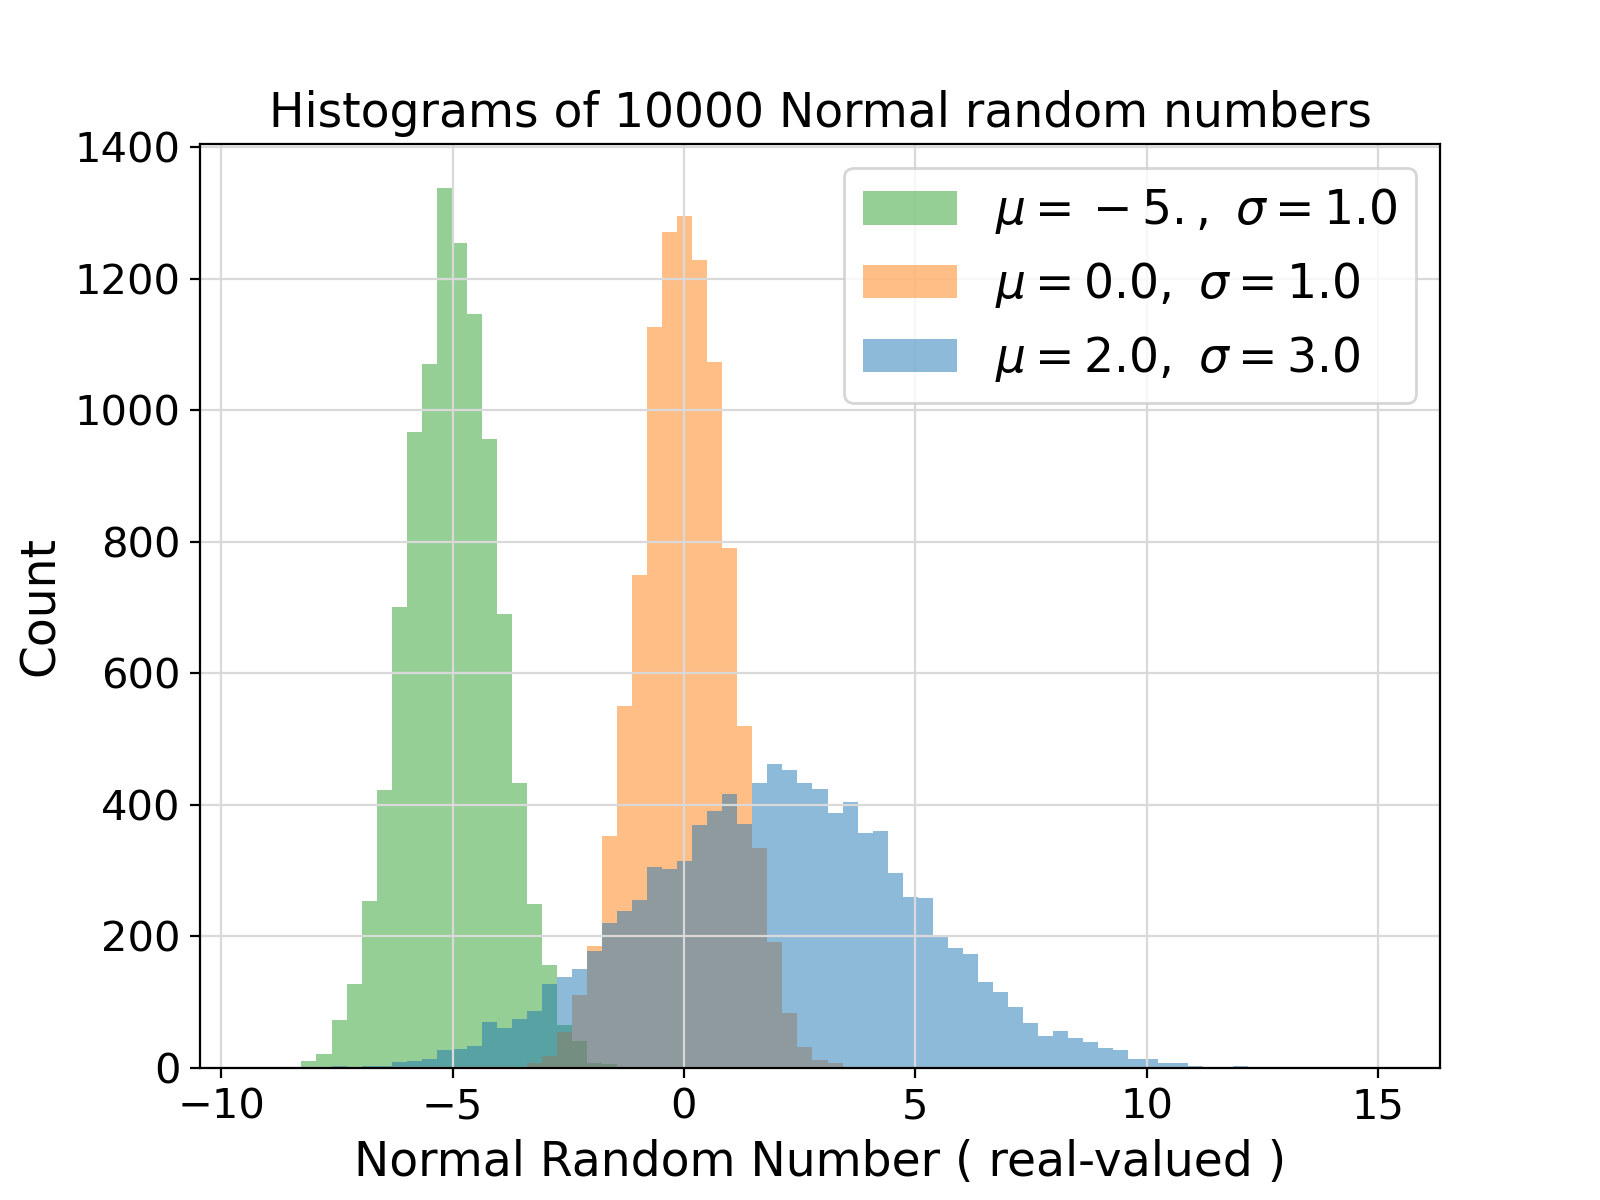 Histograms of 10000 Normal random numbers
1400
1200
1000
800
600
400
200
0
Count
μ = −5., σ = 1.0
μ = 0.0, σ = 1.0
μ = 2.0, σ = 3.0
−10 −5 0 5 10 15
Normal Random Number ( real-valued )